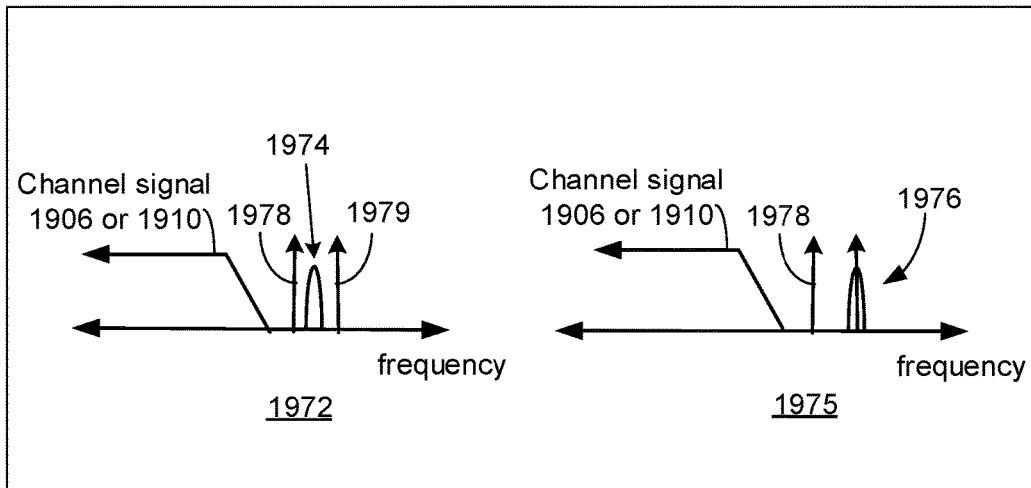 1974
Channel signal
1906 or 1910
1978
1979
frequency
1972
Channel signal
1906 or 1910
1978
1976
frequency
1975